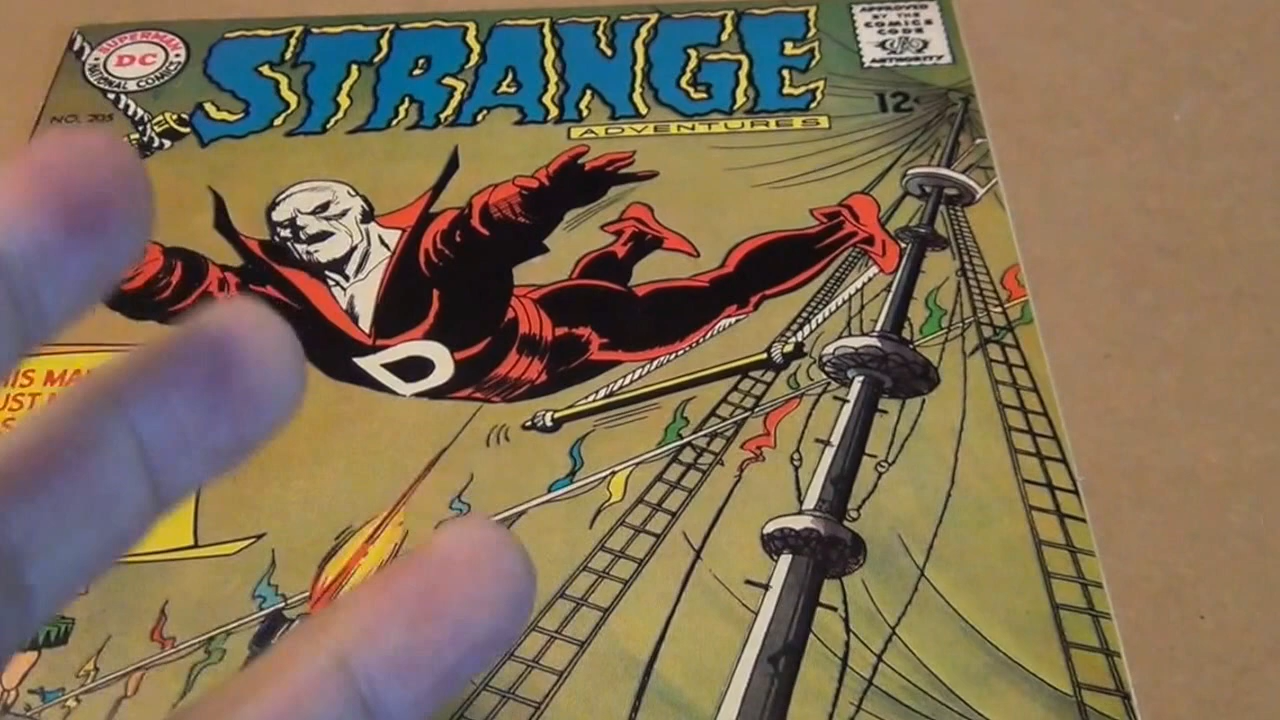 SUPERMAN
DC
NATIONAL COMICS
STRANGE
ADVENTURES
APPROVED
BY THE
COMICS
CODE
AUTHORITY
12¢
NO. 205
D